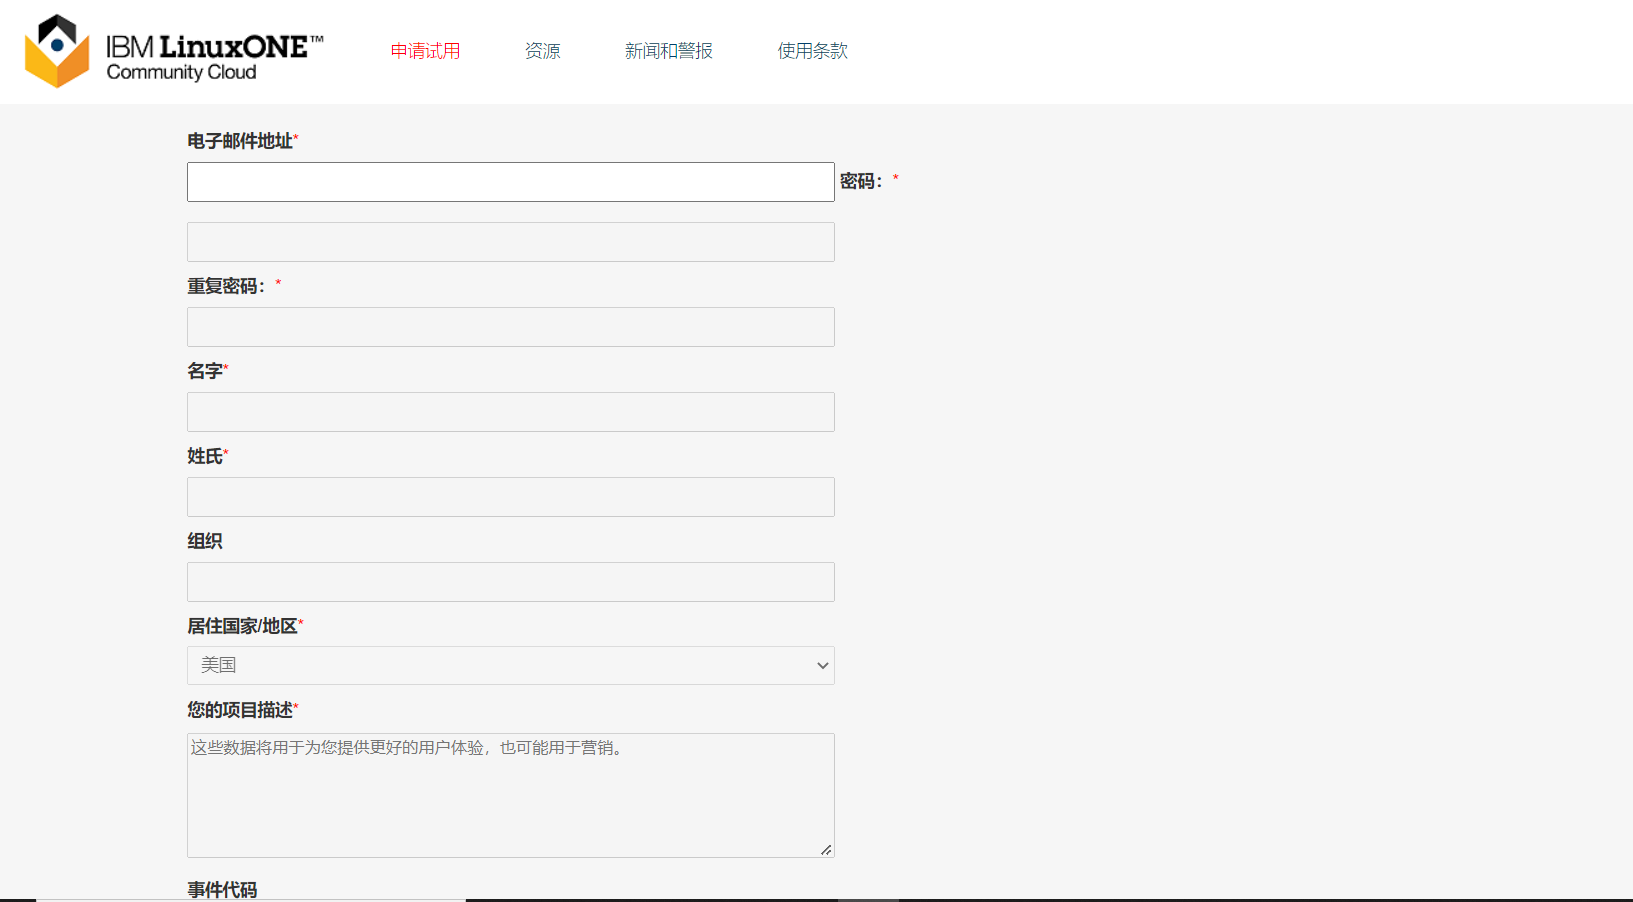 IBM LinuxONE™
Community Cloud
申请试用
资源
新闻和警报
使用条款
电子邮件地址*
密码：*
重复密码：*
名字*
姓氏*
组织
居住国家/地区*
美国
您的项目描述*
这些数据将用于为您提供更好的用户体验，也可能用于营销。
事件代码